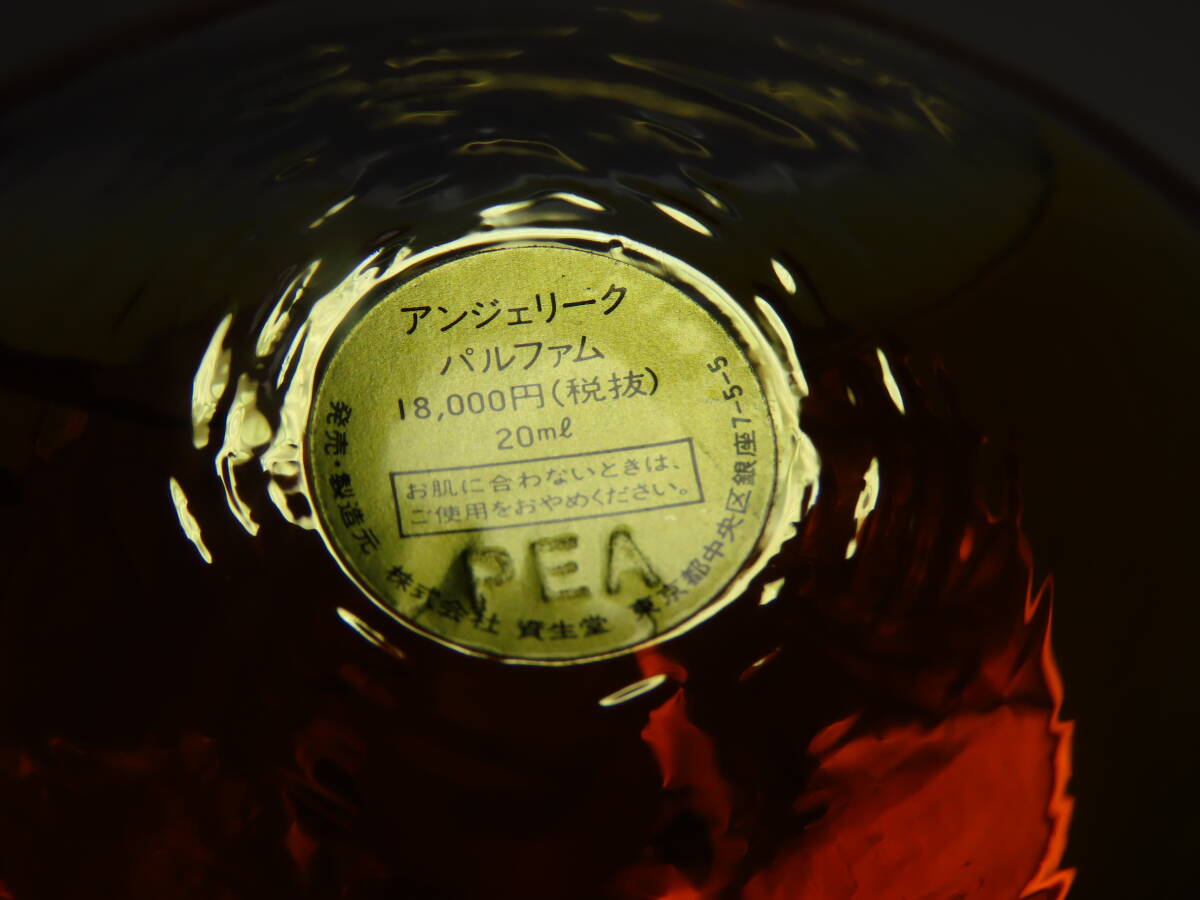 アンジェリーク
パルファム
18,000円(税抜)
20ml
お肌に合わないときは、
ご使用をおやめください。
PEA
発売・製造元 株式会社 資生堂 東京都中央区銀座7-5-5